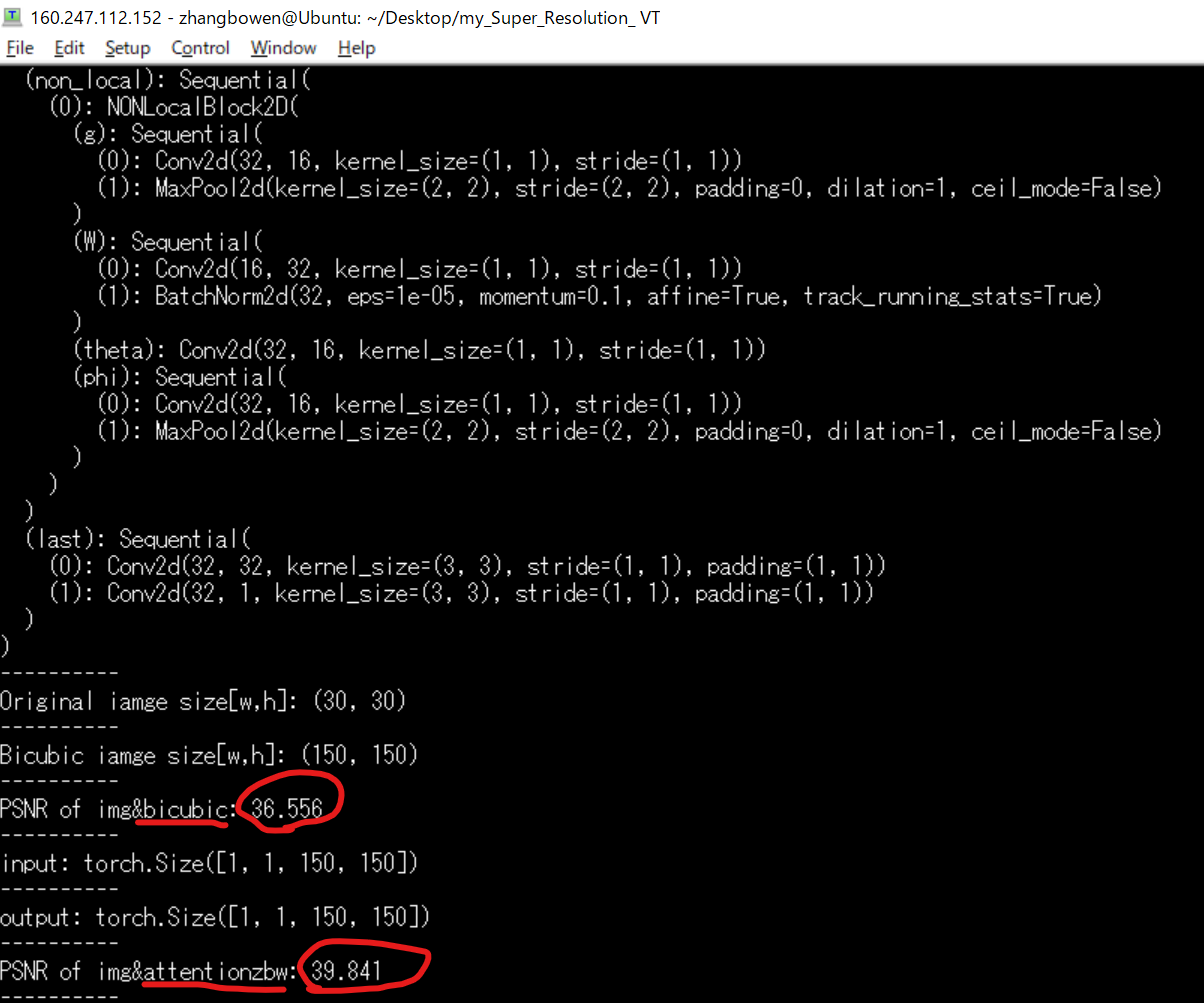 160.247.112.152 - zhangbowen@Ubuntu: ~/Desktop/my_Super_Resolution_ VT
File Edit Setup Control Window Help
(non_local): Sequential(
(0): NONLocalBlock2D(
(g): Sequential(
(0): Conv2d(32, 16, kernel_size=(1, 1), stride=(1, 1))
(1): MaxPool2d(kernel_size=(2, 2), stride=(2, 2), padding=0, dilation=1, ceil_mode=False)
)
(W): Sequential(
(0): Conv2d(16, 32, kernel_size=(1, 1), stride=(1, 1))
(1): BatchNorm2d(32, eps=1e-05, momentum=0.1, affine=True, track_running_stats=True)
)
(theta): Conv2d(32, 16, kernel_size=(1, 1), stride=(1, 1))
(phi): Sequential(
(0): Conv2d(32, 16, kernel_size=(1, 1), stride=(1, 1))
(1): MaxPool2d(kernel_size=(2, 2), stride=(2, 2), padding=0, dilation=1, ceil_mode=False)
)
)
)
(last): Sequential(
(0): Conv2d(32, 32, kernel_size=(3, 3), stride=(1, 1), padding=(1, 1))
(1): Conv2d(32, 1, kernel_size=(3, 3), stride=(1, 1), padding=(1, 1))
)
)
----------
Original iamge size[w,h]: (30, 30)
----------
Bicubic iamge size[w,h]: (150, 150)
----------
PSNR of img&bicubic: 36.556
----------
input: torch.Size([1, 1, 150, 150])
----------
output: torch.Size([1, 1, 150, 150])
----------
PSNR of img&attentionzbw: 39.841
----------